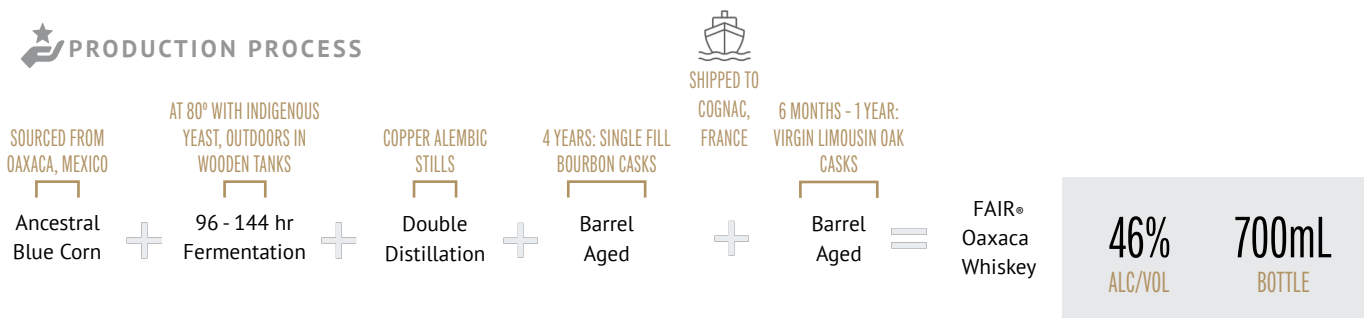 PRODUCTION PROCESS
SOURCED FROM
OAXACA, MEXICO
Ancestral
Blue Corn
+
AT 80º WITH INDIGENOUS
YEAST, OUTDOORS IN
WOODEN TANKS
96 - 144 hr
Fermentation
+
COPPER ALEMBIC
STILLS
Double
Distillation
+
4 YEARS: SINGLE FILL
BOURBON CASKS
Barrel
Aged
SHIPPED TO
COGNAC,
FRANCE
+
6 MONTHS - 1 YEAR:
VIRGIN LIMOUSIN OAK
CASKS
Barrel
Aged
=
FAIR®
Oaxaca
Whiskey
46%
ALC/VOL
700mL
BOTTLE